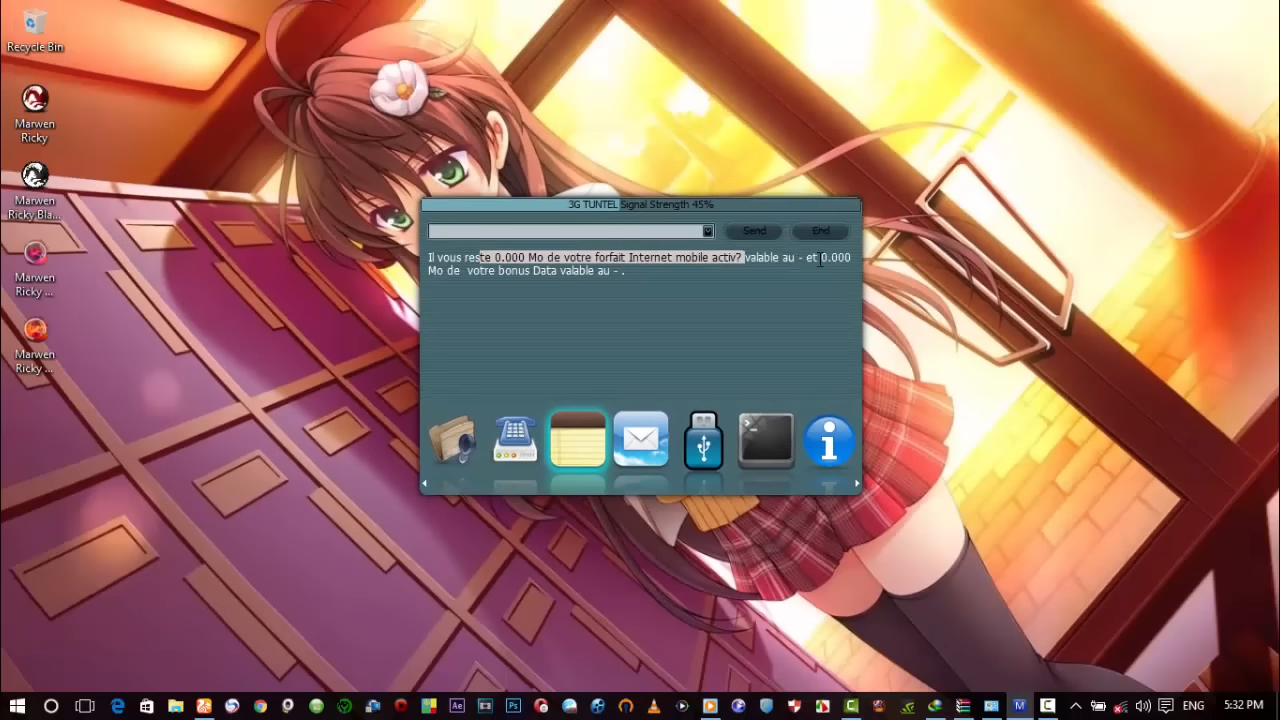 Recycle Bin
Marwen
Ricky
Marwen
Ricky Bla...
Marwen
Ricky ...
Marwen
Ricky ...
3G TUNTEL Signal Strength 45%
Send
End
Il vous reste 0.000 Mo de votre forfait Internet mobile activ? valable au - et 0.000
Mo de  votre bonus Data valable au - .
Ae
Ps
M
C
ENG
5:32 PM